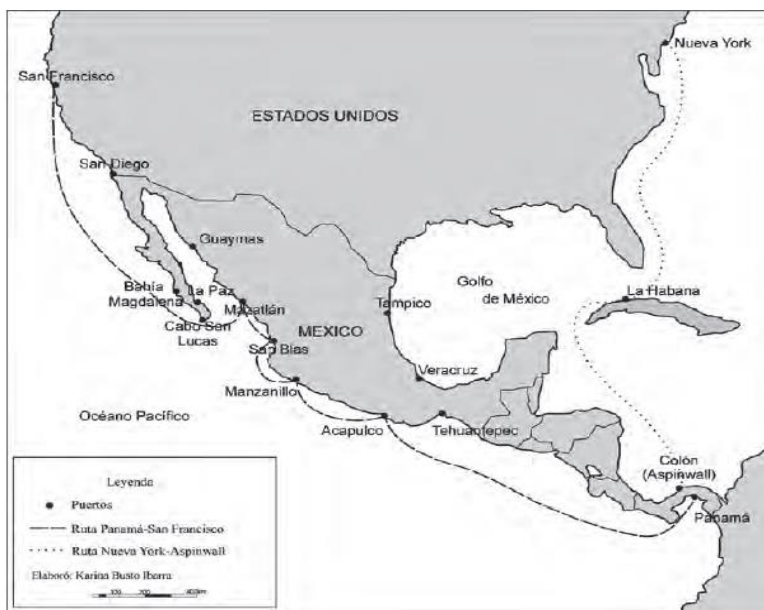 Nueva York
San Francisco
ESTADOS UNIDOS
San Diego
Guaymas
Golfo
de México
La Habana
Bahía
Magdalena
La Paz
Mazatlán
Tampico
Cabo San
Lucas
MEXICO
San Blas
Veracruz
Manzanillo
Océano Pacífico
Acapulco
Tehuantepec
Colón
(Aspinwall)
Panamá
Leyenda
Puertos
Ruta Panamá-San Francisco
Ruta Nueva York-Aspinwall
Elaboró: Karina Busto Ibarra